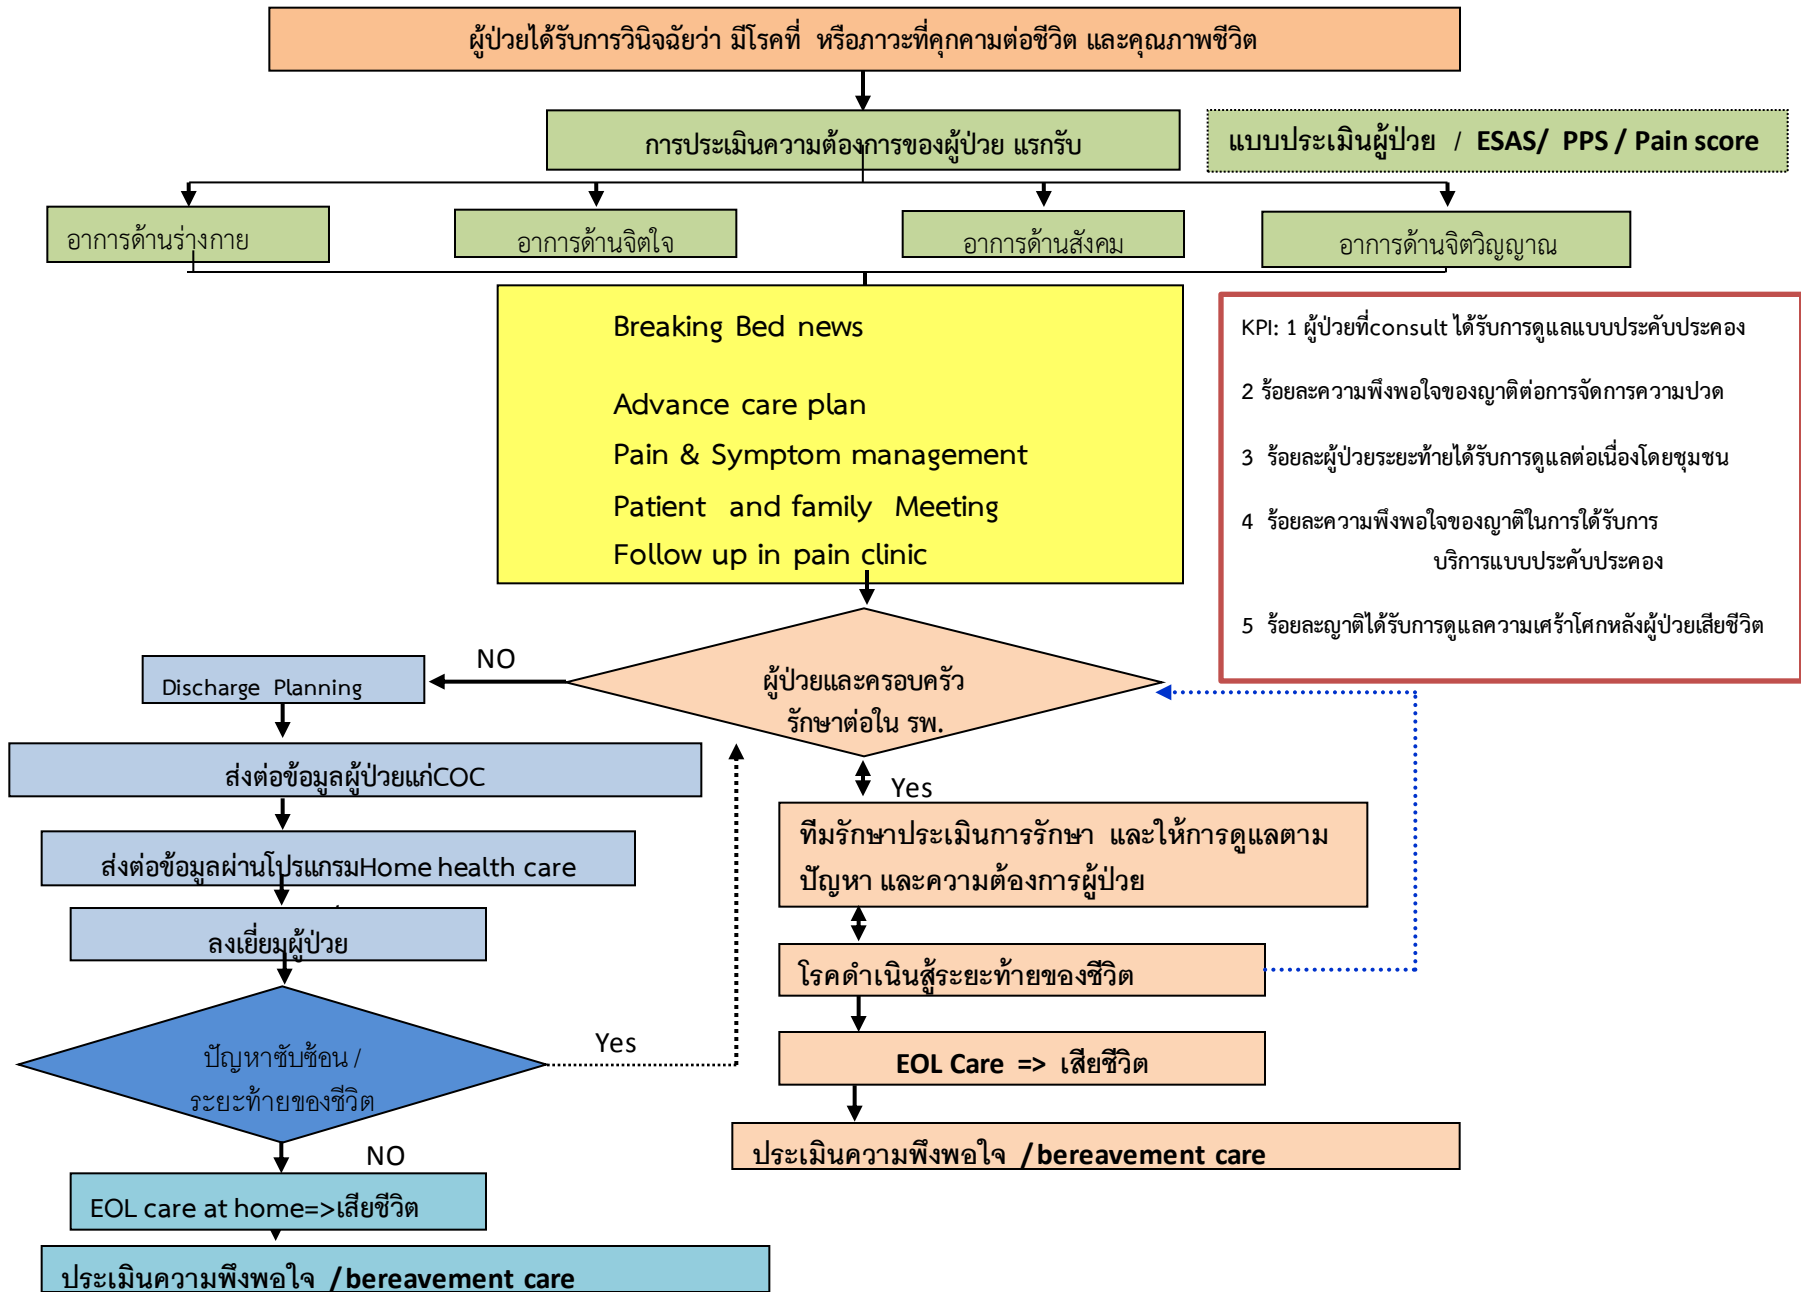 ผู้ป่วยได้รับการวินิจฉัยว่า มีโรคที่ หรือภาวะที่คุกคามต่อชีวิต และคุณภาพชีวิต
การประเมินความต้องการของผู้ป่วย แรกรับ
แบบประเมินผู้ป่วย / ESAS/ PPS / Pain score
อาการด้านร่างกาย
อาการด้านจิตใจ
อาการด้านสังคม
อาการด้านจิตวิญญาณ
Breaking Bed news
Advance care plan
Pain & Symptom management
Patient and family Meeting
Follow up in pain clinic
KPI: 1 ผู้ป่วยที่consult ได้รับการดูแลแบบประคับประคอง
2 ร้อยละความพึงพอใจของญาติต่อการจัดการความปวด
3 ร้อยละผู้ป่วยระยะท้ายได้รับการดูแลต่อเนื่องโดยชุมชน
4 ร้อยละความพึงพอใจของญาติในการใด้รับการ
บริการแบบประคับประคอง
5 ร้อยละญาติได้รับการดูแลความเศร้าโศกหลังผู้ป่วยเสียชีวิต
ผู้ป่วยและครอบครัว
รักษาต่อใน รพ.
NO
Discharge Planning
ส่งต่อข้อมูลผู้ป่วยแก่COC
ส่งต่อข้อมูลผ่านโปรแกรมHome health care
ลงเยี่ยมผู้ป่วย
ปัญหาซับซ้อน /
ระยะท้ายของชีวิต
Yes
NO
EOL care at home=>เสียชีวิต
ประเมินความพึงพอใจ /bereavement care
Yes
ทีมรักษาประเมินการรักษา และให้การดูแลตาม
ปัญหา และความต้องการผู้ป่วย
โรคดำเนินสู้ระยะท้ายของชีวิต
EOL Care => เสียชีวิต
ประเมินความพึงพอใจ /bereavement care